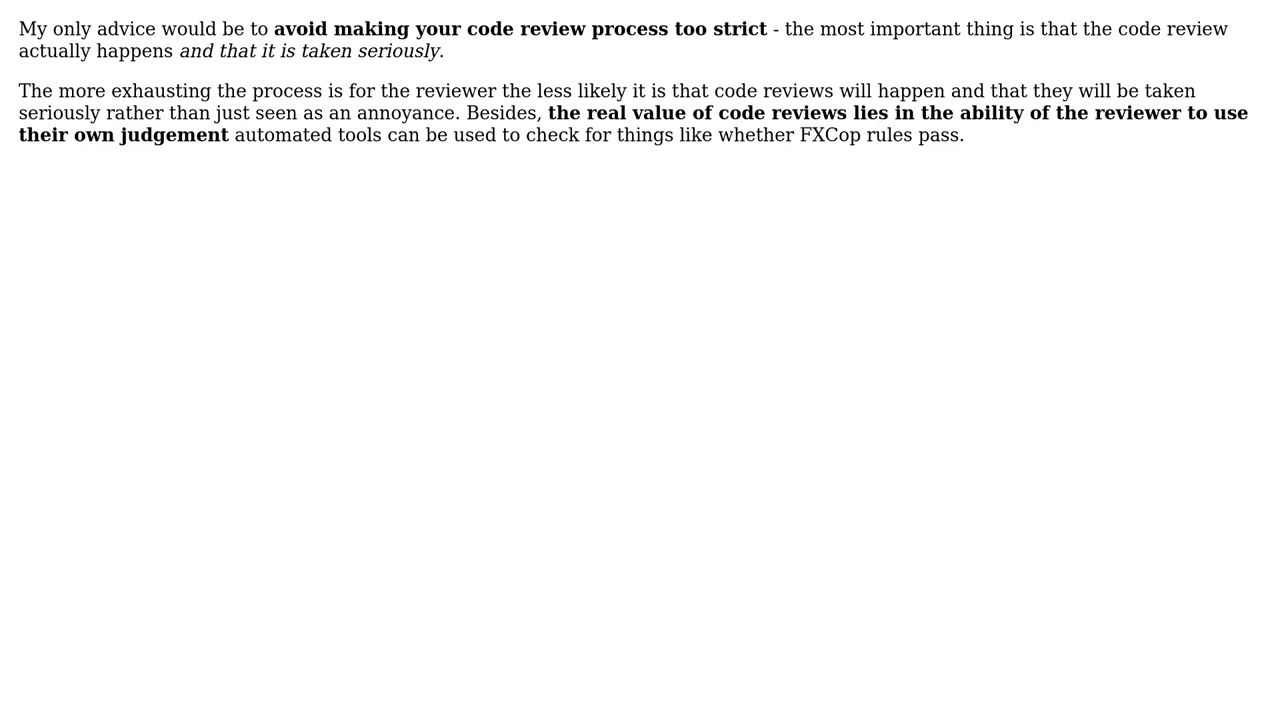 My only advice would be to avoid making your code review process too strict - the most important thing is that the code review
actually happens and that it is taken seriously.
The more exhausting the process is for the reviewer the less likely it is that code reviews will happen and that they will be taken
seriously rather than just seen as an annoyance. Besides, the real value of code reviews lies in the ability of the reviewer to use
their own judgement automated tools can be used to check for things like whether FXCop rules pass.